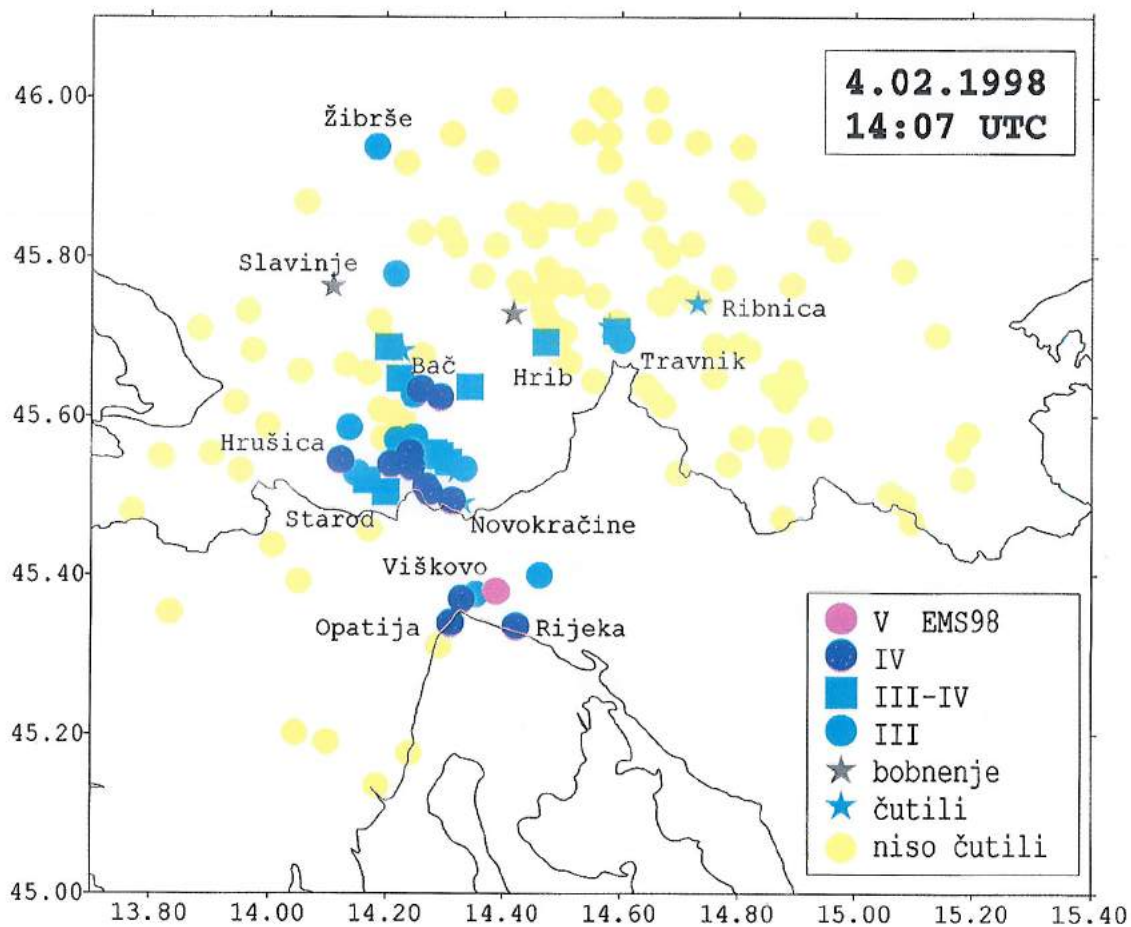 4.02.1998
14:07 UTC
46.00
Žibrše
45.80
Slavinje
Ribnica
Bač
Hrib
Travnik
45.60
Hrušica
Starod
Novokračine
45.40
Viškovo
Opatija
Rijeka
V EMS98
IV
III-IV
III
bobnenje
čutili
niso čutili
45.20
45.00
13.80 14.00 14.20 14.40 14.60 14.80 15.00 15.20 15.40